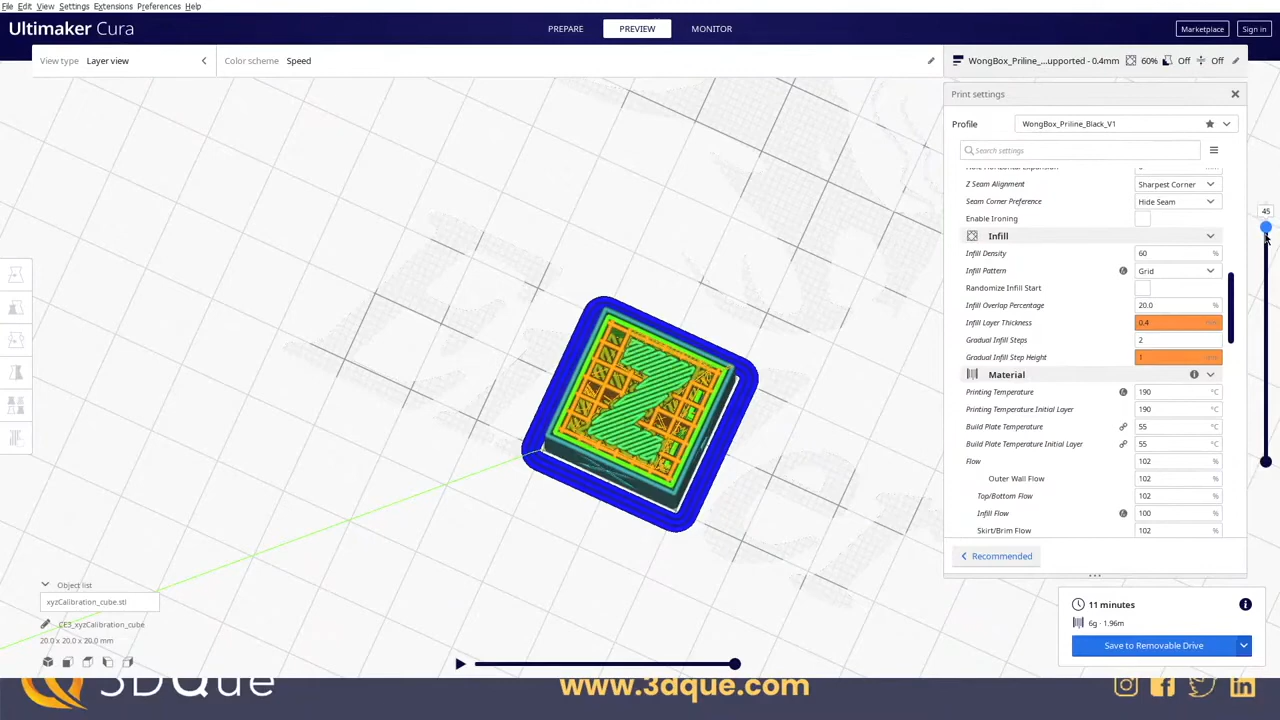 File Edit View Settings Extensions Preferences Help
Ultimaker Cura
PREPARE PREVIEW MONITOR
Marketplace Sign in
View type Layer view Color scheme Speed
WongBox_Priline_...upported - 0.4mm 60% Off Off
Print settings
Profile WongBox_Priline_Black_V1
Search settings
Z Seam Alignment Sharpest Corner
Seam Corner Preference Hide Seam
Enable Ironing
Infill
Infill Density 60 %
Infill Pattern Grid
Randomize Infill Start
Infill Overlap Percentage 20.0 %
Infill Layer Thickness 0.4 mm
Gradual Infill Steps 2
Gradual Infill Step Height 1 mm
Material
Printing Temperature 190 °C
Printing Temperature Initial Layer 190 °C
Build Plate Temperature 55 °C
Build Plate Temperature Initial Layer 55 °C
Flow 102 %
Outer Wall Flow 102 %
Top/Bottom Flow 102 %
Infill Flow 100 %
Skirt/Brim Flow 102 %
Recommended
45
Z
Object list
xyzCalibration_cube.stl
CE3_xyzCalibration_cube
20.0 x 20.0 x 20.0 mm
11 minutes
6g · 1.96m
Save to Removable Drive
3DQue www.3dque.com